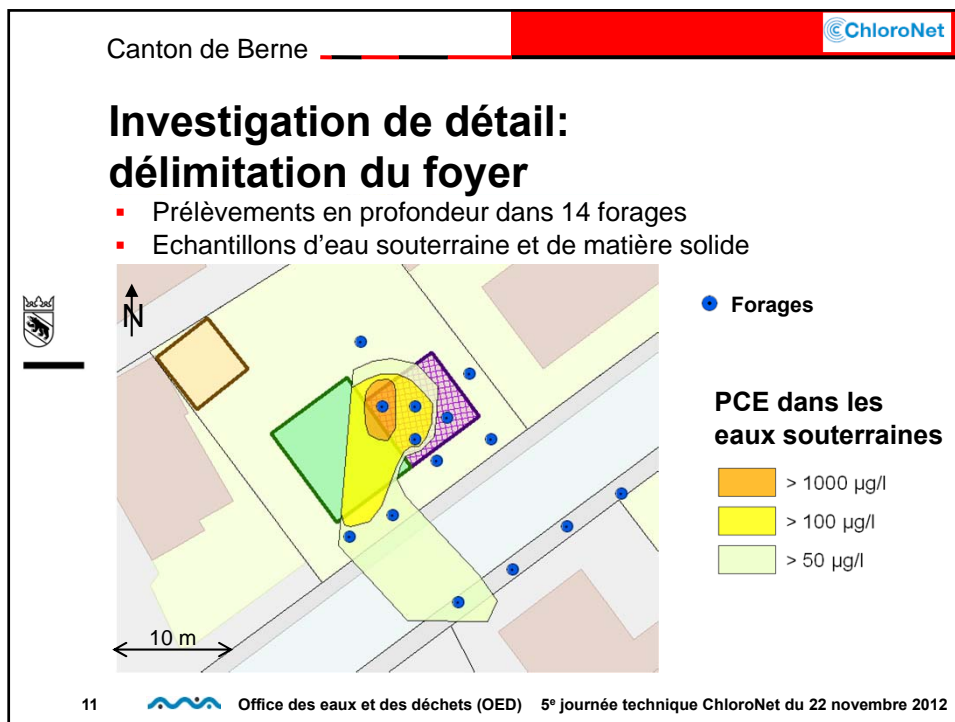 ChloroNet
Canton de Berne
Investigation de détail:
délimitation du foyer
Prélèvements en profondeur dans 14 forages
Echantillons d'eau souterraine et de matière solide
N
Forages
PCE dans les
eaux souterraines
> 1000 µg/l
> 100 µg/l
> 50 µg/l
10 m
11 Office des eaux et des déchets (OED) 5e journée technique ChloroNet du 22 novembre 2012